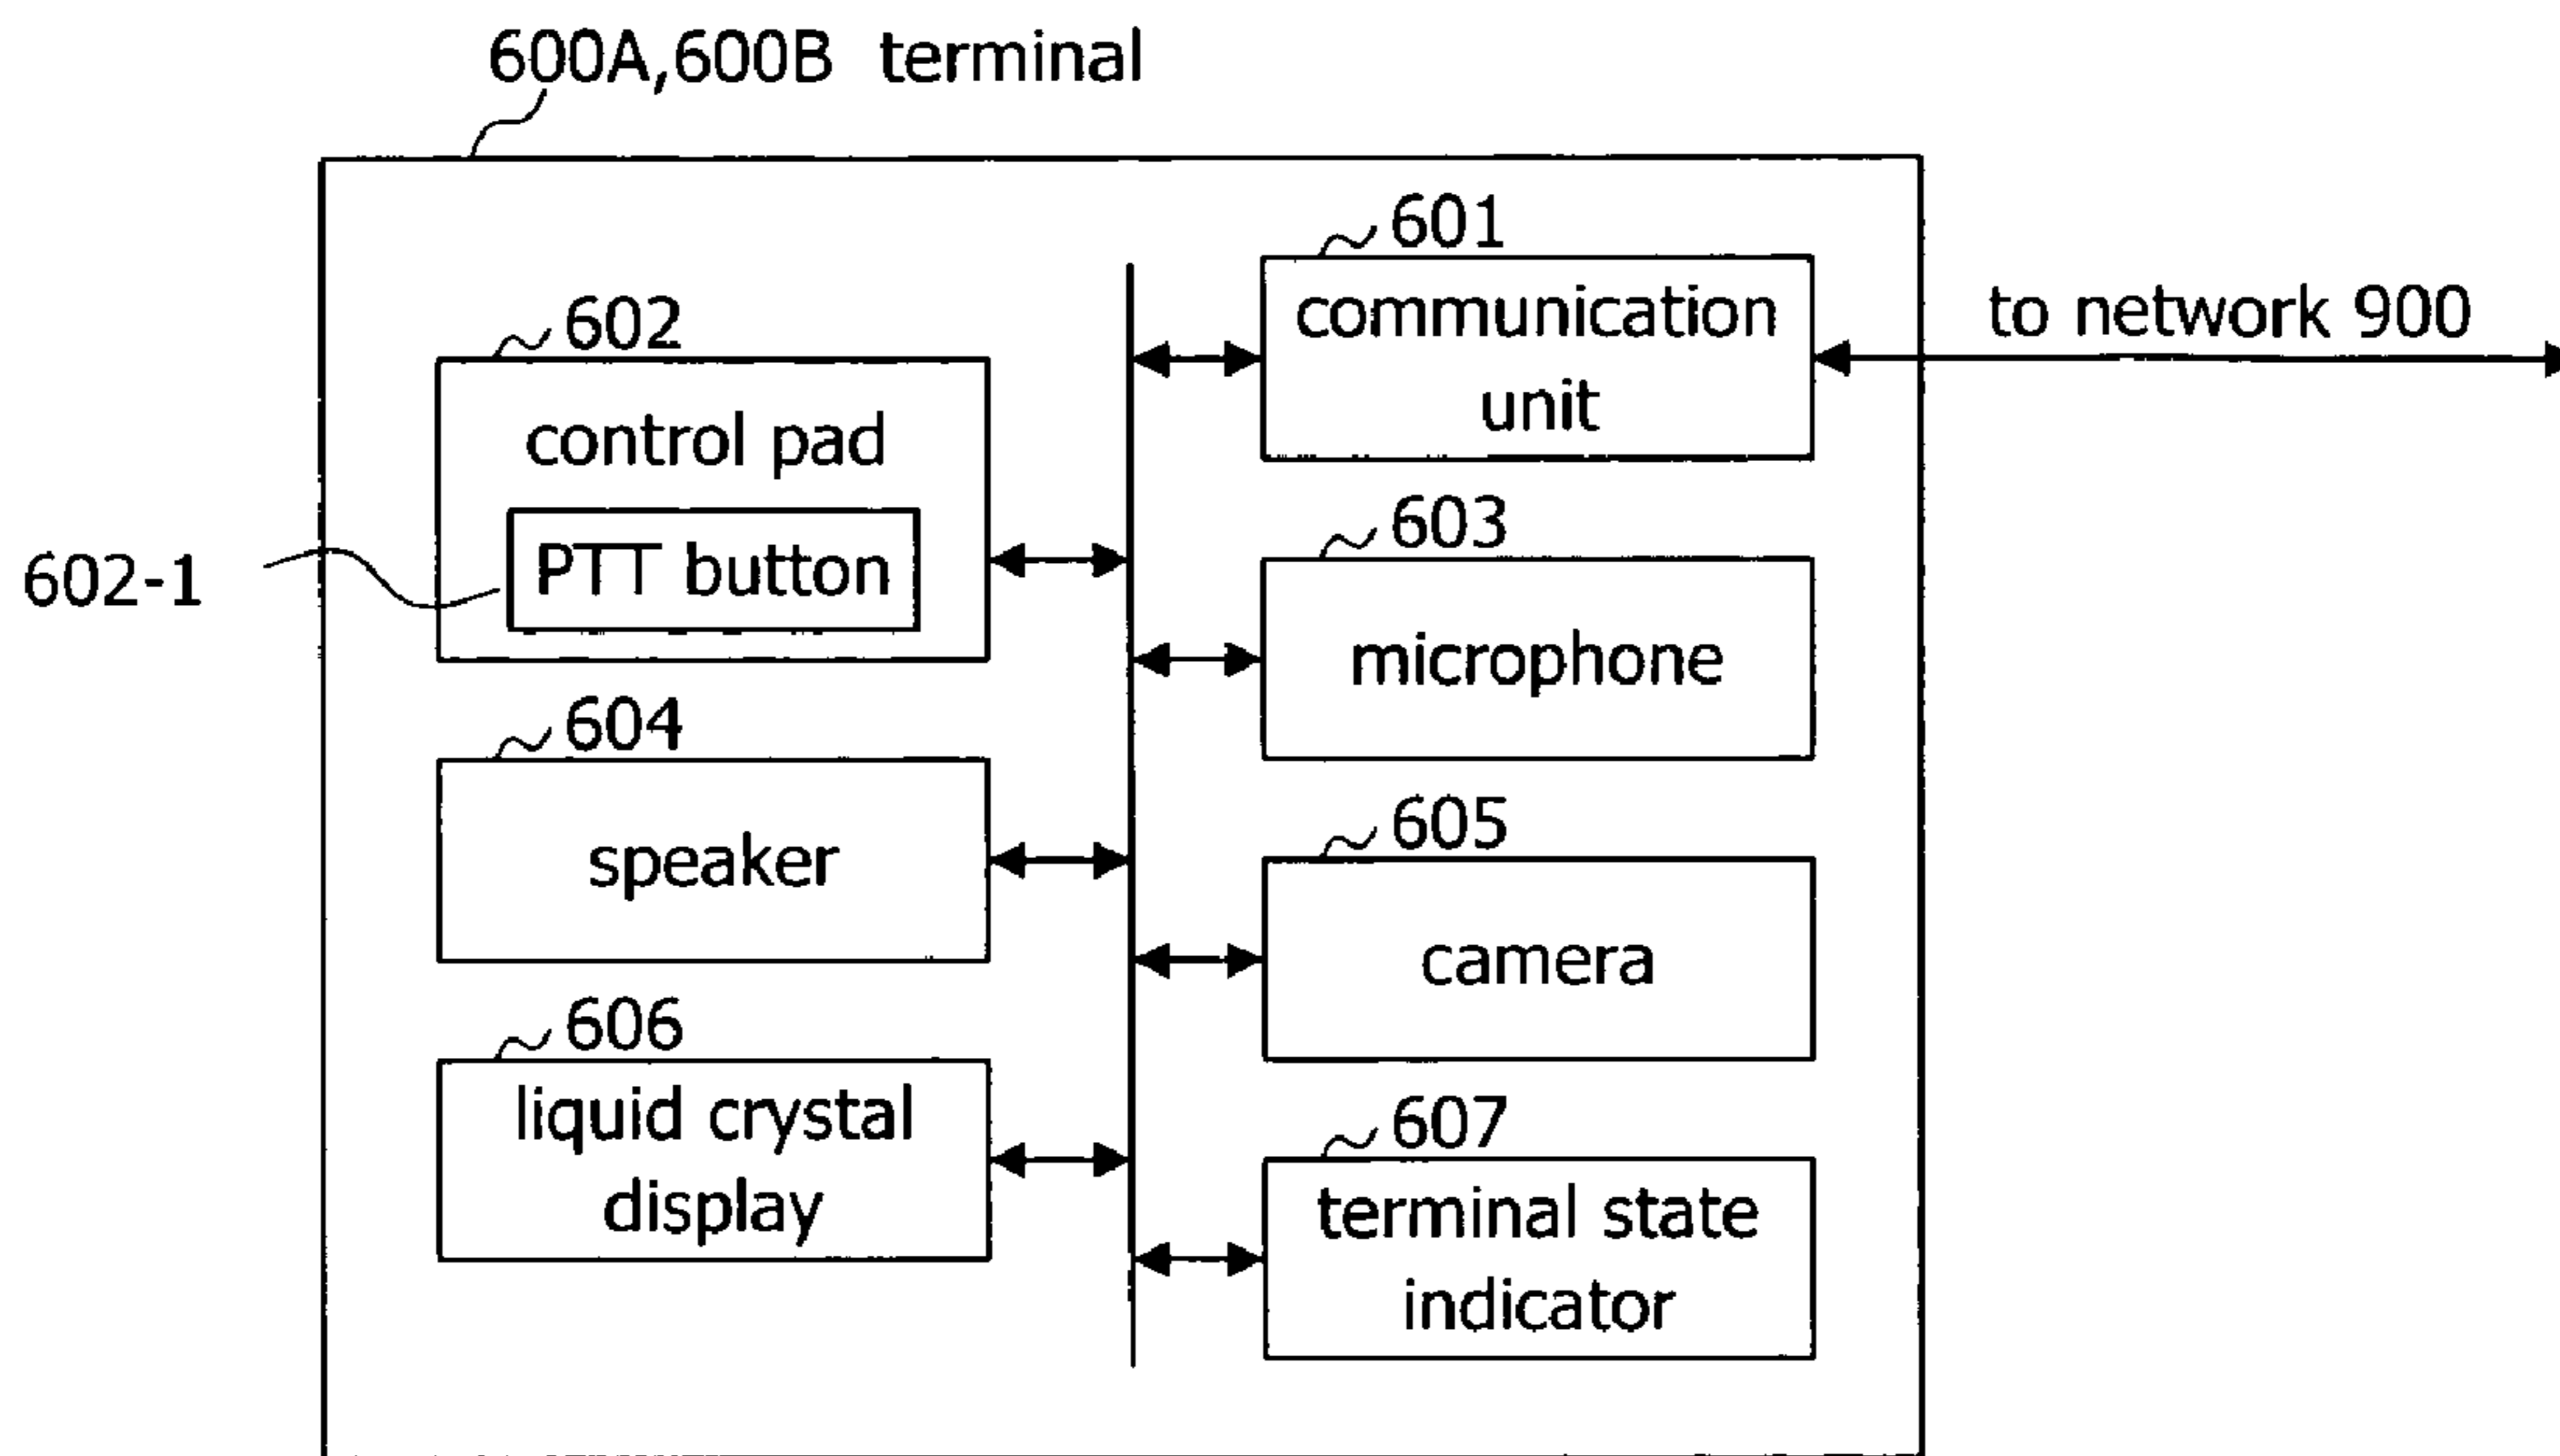 600A,600B terminal
601
communication
unit
to network 900
602
control pad
PTT button
602-1
603
microphone
604
speaker
605
camera
606
liquid crystal
display
607
terminal state
indicator